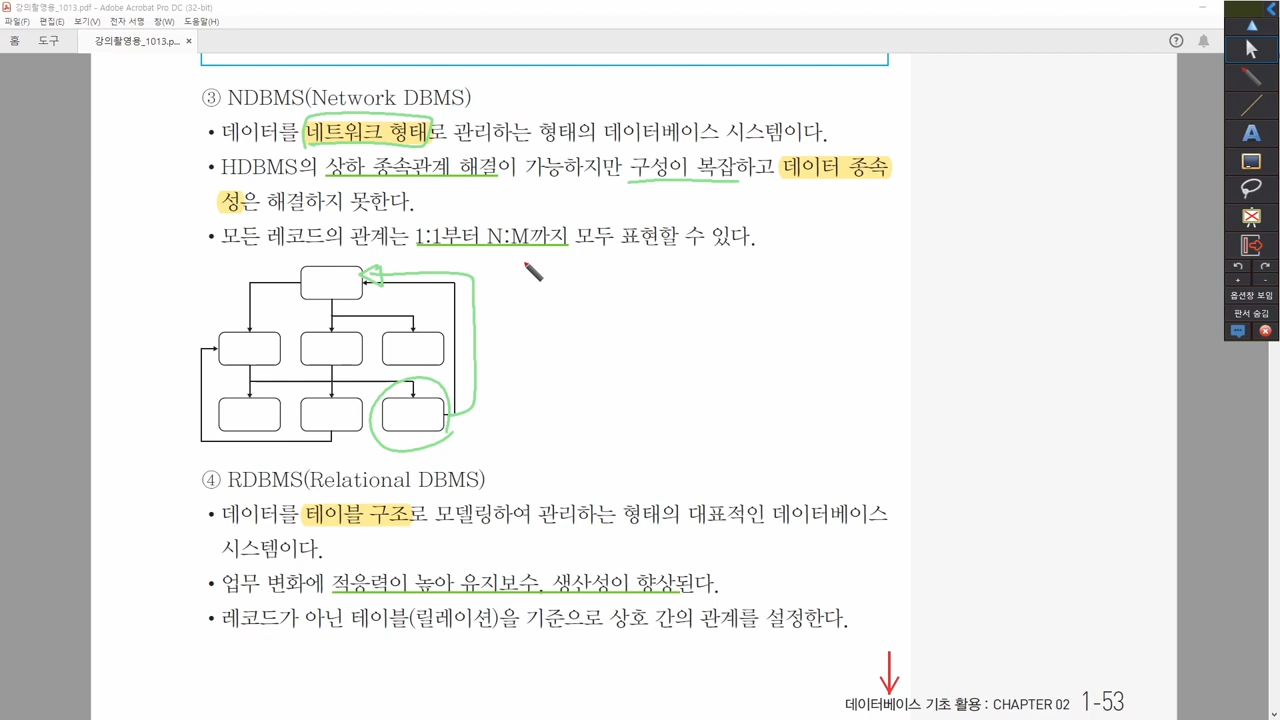 강의촬영용_1013.pdf - Adobe Acrobat Pro DC (32-bit)
파일(F) 편집(E) 보기(V) 전자 서명 창(W) 도움말(H)
홈 도구 강의촬영용_1013.p... ×
③ NDBMS(Network DBMS)
• 데이터를 네트워크 형태로 관리하는 형태의 데이터베이스 시스템이다.
• HDBMS의 상하 종속관계 해결이 가능하지만 구성이 복잡하고 데이터 종속
성은 해결하지 못한다.
• 모든 레코드의 관계는 1:1부터 N:M까지 모두 표현할 수 있다.
④ RDBMS(Relational DBMS)
• 데이터를 테이블 구조로 모델링하여 관리하는 형태의 대표적인 데이터베이스
시스템이다.
• 업무 변화에 적응력이 높아 유지보수, 생산성이 향상된다.
• 레코드가 아닌 테이블(릴레이션)을 기준으로 상호 간의 관계를 설정한다.
데이터베이스 기초 활용 : CHAPTER 02 1-53
A
+ -
옵션창 보임
판서 숨김